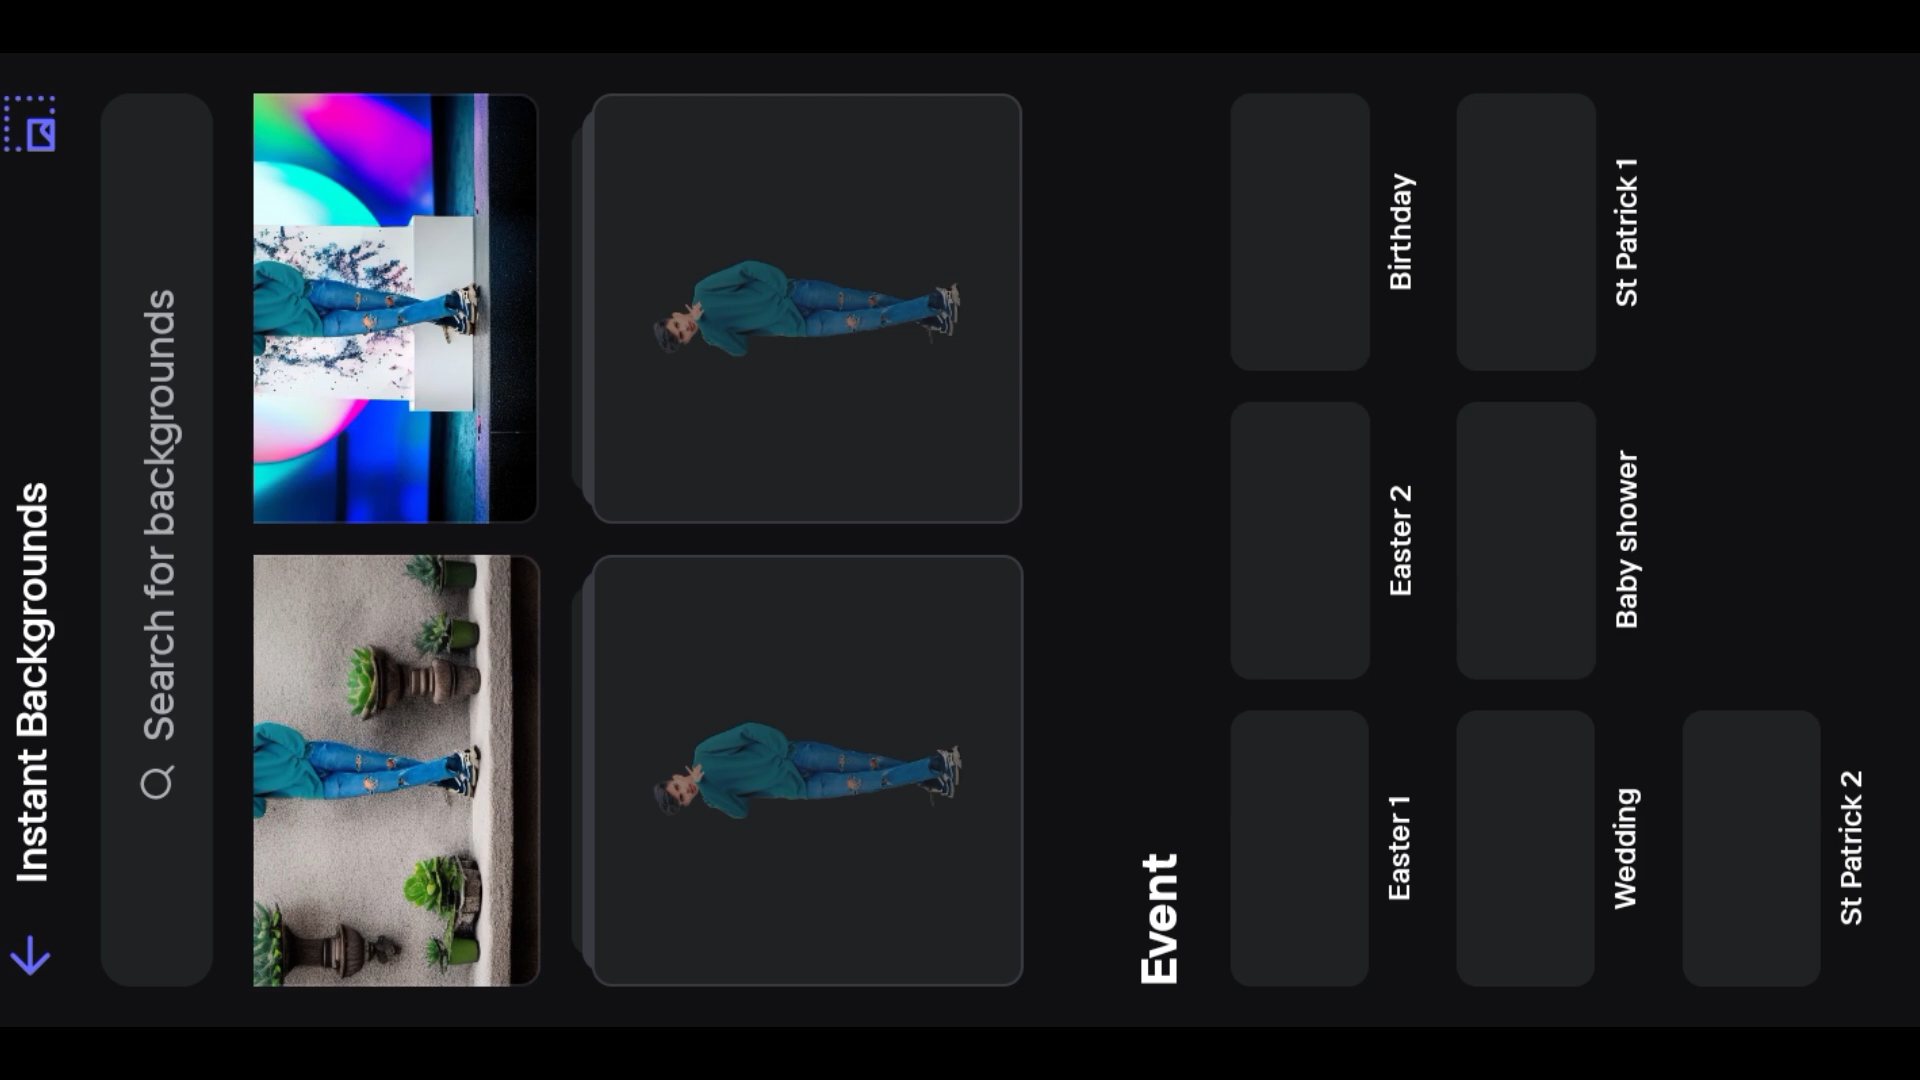 Instant Backgrounds
Search for backgrounds
Event
Easter 1
Easter 2
Birthday
Wedding
Baby shower
St Patrick 1
St Patrick 2